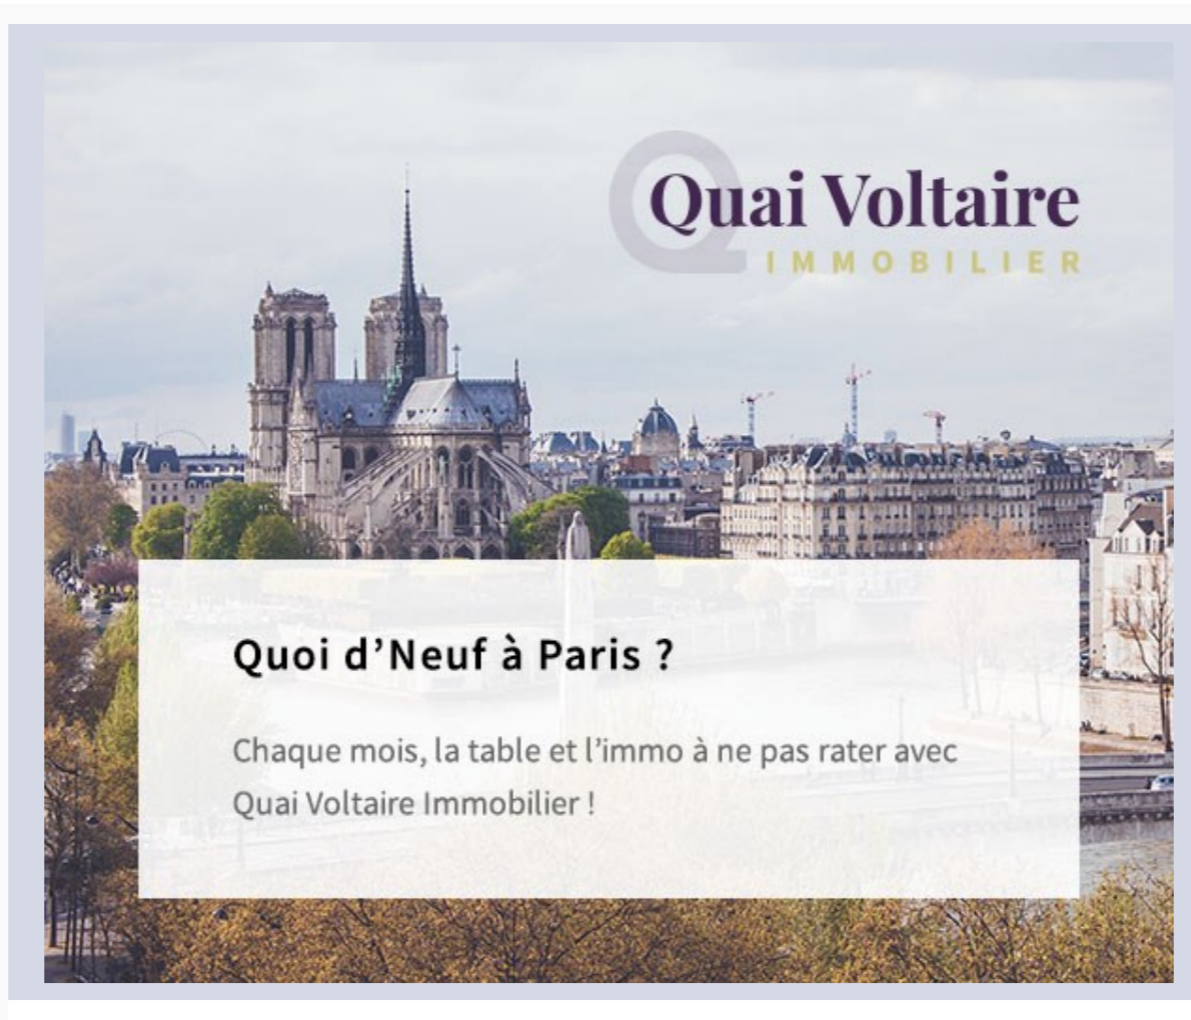 Quai Voltaire
IMMOBILIER
Quoi d’Neuf à Paris ?
Chaque mois, la table et l’immo à ne pas rater avec
Quai Voltaire Immobilier !